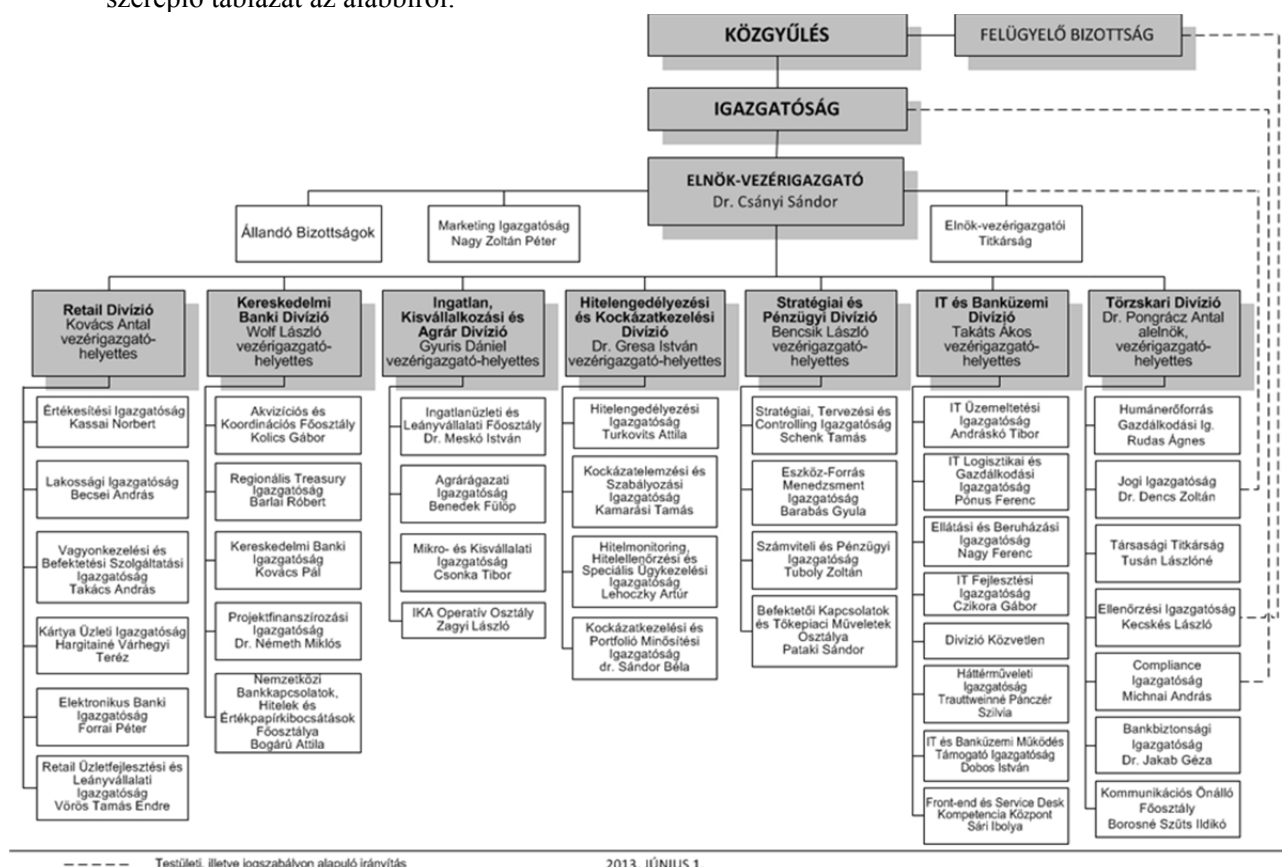 szereplő táblázat az alábbiról.
KÖZGYŰLÉS
FELÜGYELŐ BIZOTTSÁG
IGAZGATÓSÁG
ELNÖK-VEZÉRIGAZGATÓ
Dr. Csányi Sándor
Állandó Bizottságok
Marketing Igazgatóság
Nagy Zoltán Péter
Elnök-vezérigazgatói
Titkárság
Retail Divízió
Kovács Antal
vezérigazgató-
helyettes
Kereskedelmi
Banki Divízió
Wolf László
vezérigazgató-
helyettes
Ingatlan,
Kisvállalkozási és
Agrár Divízió
Gyuris Dániel
vezérigazgató-helyettes
Hitelengedélyezési
és Kockázatkezelési
Divízió
Dr. Gresa István
vezérigazgató-helyettes
Stratégiai és
Pénzügyi Divízió
Bencsik László
vezérigazgató-
helyettes
IT és Banküzemi
Divízió
Takáts Ákos
vezérigazgató-
helyettes
Törzskari Divízió
Dr. Pongrácz Antal
alelnök,
vezérigazgató-
helyettes
Értékesítési Igazgatóság
Kassai Norbert
Lakossági Igazgatóság
Becsei András
Vagyonkezelési és
Befektetési Szolgáltatási
Igazgatóság
Takács András
Kártya Üzleti Igazgatóság
Hargitainé Várhegyi
Teréz
Elektronikus Banki
Igazgatóság
Forrai Péter
Retail Üzletfejlesztési és
Leányvállalati
Igazgatóság
Vörös Tamás Endre
Akvizíciós és
Koordinációs Főosztály
Kolics Gábor
Regionális Treasury
Igazgatóság
Barlai Róbert
Kereskedelmi Banki
Igazgatóság
Kovács Pál
Projektfinanszírozási
Igazgatóság
Dr. Németh Miklós
Nemzetközi
Bankkapcsolatok,
Hitelek és
Értékpapírkibocsátások
Főosztálya
Bogárú Attila
Ingatlanüzleti és
Leányvállalati Főosztály
Dr. Meskó István
Agrárágazati
Igazgatóság
Benedek Fülöp
Mikro- és Kisvállalati
Igazgatóság
Csonka Tibor
IKA Operatív Osztály
Zagyi László
Hitelengedélyezési
Igazgatóság
Turkovits Attila
Kockázatelemzési és
Szabályozási
Igazgatóság
Kamarási Tamás
Hitelmonitoring,
Hitelellenőrzési és
Speciális Ügykezelési
Igazgatóság
Lehoczky Artúr
Kockázatkezelési és
Portfolió Minősítési
Igazgatóság
dr. Sándor Béla
Stratégiai, Tervezési és
Controlling Igazgatóság
Schenk Tamás
Eszköz-Forrás
Menedzsment
Igazgatóság
Barabás Gyula
Számviteli és Pénzügyi
Igazgatóság
Tuboly Zoltán
Befektetői Kapcsolatok
és Tőkepiaci Műveletek
Osztálya
Pataki Sándor
IT Üzemeltetési
Igazgatóság
Andráskó Tibor
IT Logisztikai és
Gazdálkodási
Igazgatóság
Pónus Ferenc
Ellátási és Beruházási
Igazgatóság
Nagy Ferenc
IT Fejlesztési
Igazgatóság
Czikora Gábor
Divízió Közvetlen
Háttérműveleti
Igazgatóság
Trauttweinné Pánczér
Szilvia
IT és Banküzemi Működés
Támogató Igazgatóság
Dobos István
Front-end és Service Desk
Kompetencia Központ
Sári Ibolya
Humánerőforrás
Gazdálkodási Ig.
Rudas Ágnes
Jogi Igazgatóság
Dr. Dencs Zoltán
Társasági Titkárság
Tusán Lászlóné
Ellenőrzési Igazgatóság
Kecskés László
Compliance
Igazgatóság
Michnai András
Bankbiztonsági
Igazgatóság
Dr. Jakab Géza
Kommunikációs Önálló
Főosztály
Borosné Szűts Ildikó
Testületi, illetve jogszabályon alapuló irányítás
2013. JÚNIUS 1.